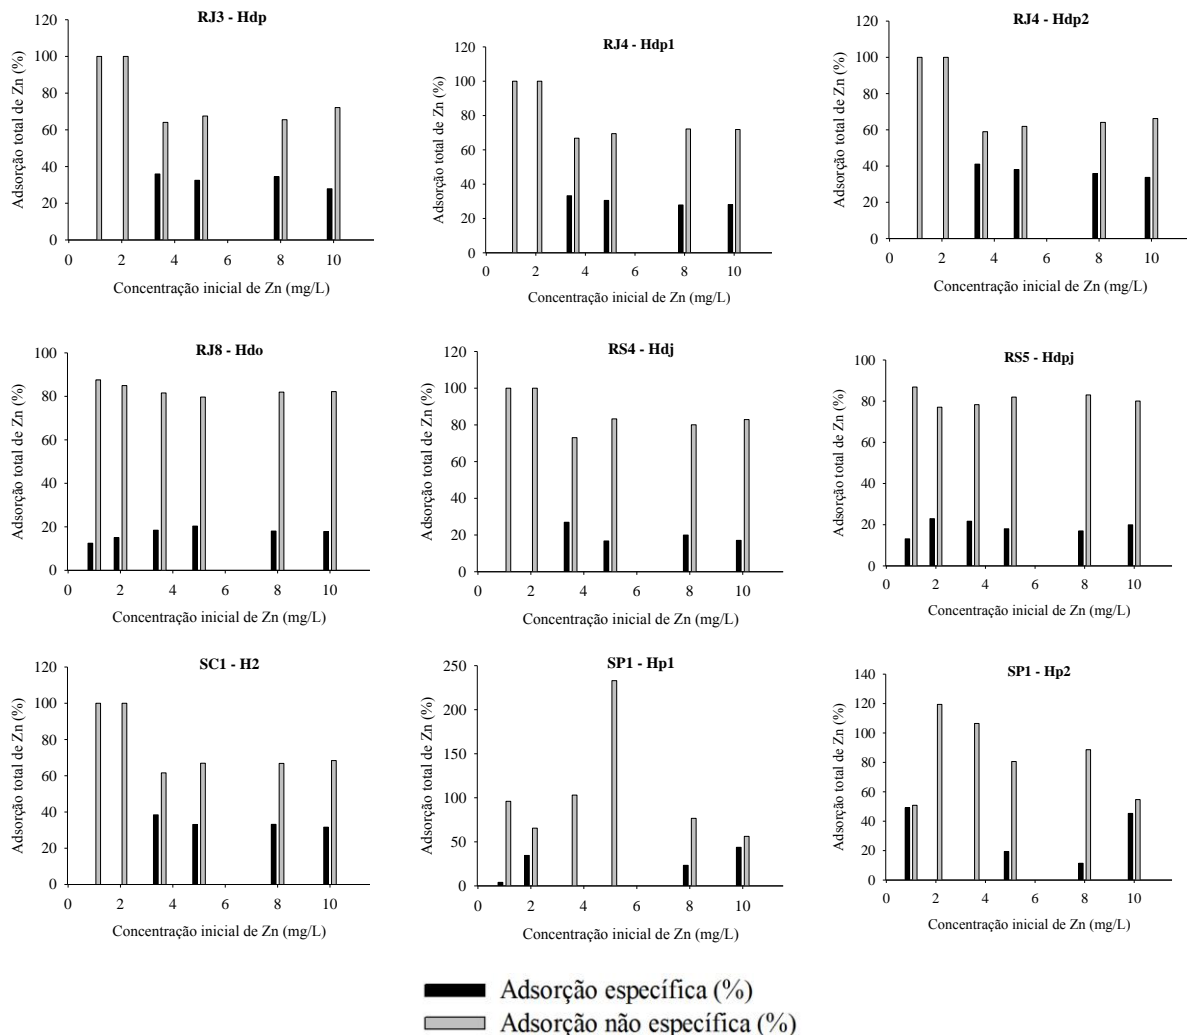 RJ3 - Hdp
Adsorção total de Zn (%)
120
100
80
60
40
20
0
0 2 4 6 8 10
Concentração inicial de Zn (mg/L)
RJ4 - Hdp1
Adsorção total de Zn (%)
120
100
80
60
40
20
0
0 2 4 6 8 10
Concentração inicial de Zn (mg/L)
RJ4 - Hdp2
Adsorção total de Zn (%)
120
100
80
60
40
20
0
0 2 4 6 8 10
Concentração inicial de Zn (mg/L)
RJ8 - Hdo
Adsorção total de Zn (%)
100
80
60
40
20
0
0 2 4 6 8 10
Concentração inicial de Zn (mg/L)
RS4 - Hdj
Adsorção total de Zn (%)
120
100
80
60
40
20
0
0 2 4 6 8 10
Concentração inicial de Zn (mg/L)
RS5 - Hdpj
Adsorção total de Zn (%)
100
80
60
40
20
0
0 2 4 6 8 10
Concentração inicial de Zn (mg/L)
SC1 - H2
Adsorção total de Zn (%)
120
100
80
60
40
20
0
0 2 4 6 8 10
Concentração inicial de Zn (mg/L)
SP1 - Hp1
Adsorção total de Zn (%)
250
200
150
100
50
0
0 2 4 6 8 10
Concentração inicial de Zn (mg/L)
SP1 - Hp2
Adsorção total de Zn (%)
140
120
100
80
60
40
20
0
0 2 4 6 8 10
Concentração inicial de Zn (mg/L)
Adsorção específica (%)
Adsorção não específica (%)